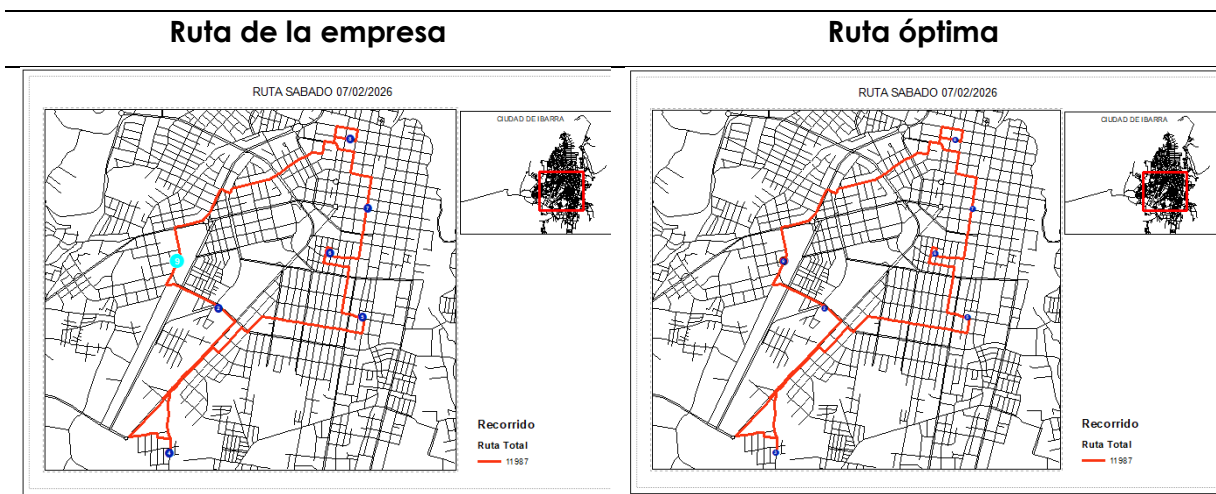 Ruta de la empresa
Ruta óptima
RUTA SABADO 07/02/2026
CIUDAD DE IBARRA
Recorrido
Ruta Total
11987
RUTA SABADO 07/02/2026
CIUDAD DE IBARRA
Recorrido
Ruta Total
11987